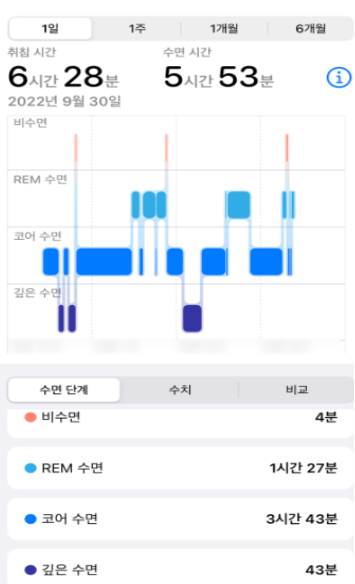 1일 1주 1개월 6개월
취침 시간 수면 시간
6시간 28분 5시간 53분
2022년 9월 30일
비수면
REM 수면
코어 수면
깊은 수면
수면 단계 수치 비교
비수면 4분
REM 수면 1시간 27분
코어 수면 3시간 43분
깊은 수면 43분